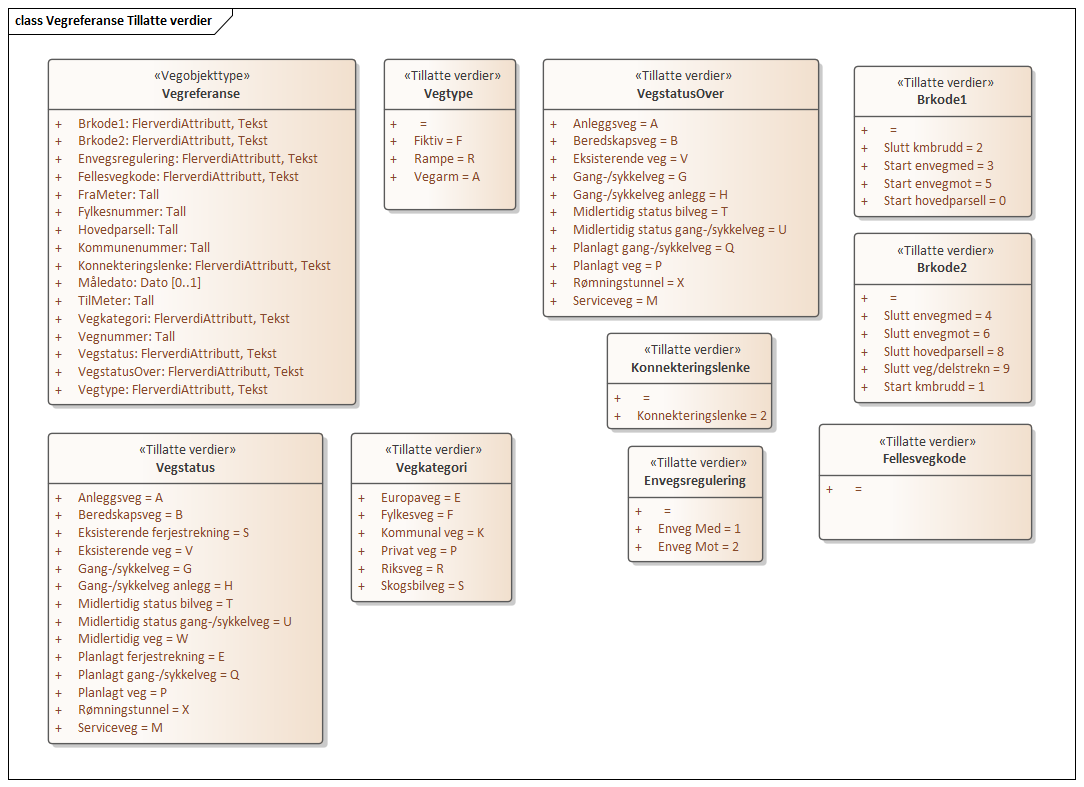 class Vegreferanse Tillatte verdier
«Vegobjekttype»
Vegreferanse
+ Brkode1: FlerverdiAttributt, Tekst
+ Brkode2: FlerverdiAttributt, Tekst
+ Envegsregulering: FlerverdiAttributt, Tekst
+ Fellesvegkode: FlerverdiAttributt, Tekst
+ FraMeter: Tall
+ Fylkesnummer: Tall
+ Hovedparsell: Tall
+ Kommunenummer: Tall
+ Konnekteringslenke: FlerverdiAttributt, Tekst
+ Måledato: Dato [0..1]
+ TilMeter: Tall
+ Vegkategori: FlerverdiAttributt, Tekst
+ Vegnummer: Tall
+ Vegstatus: FlerverdiAttributt, Tekst
+ VegstatusOver: FlerverdiAttributt, Tekst
+ Vegtype: FlerverdiAttributt, Tekst
«Tillatte verdier»
Vegtype
+ =
+ Fiktiv = F
+ Rampe = R
+ Vegarm = A
«Tillatte verdier»
VegstatusOver
+ Anleggsveg = A
+ Beredskapsveg = B
+ Eksisterende veg = V
+ Gang-/sykkelveg = G
+ Gang-/sykkelveg anlegg = H
+ Midlertidig status bilveg = T
+ Midlertidig status gang-/sykkelveg = U
+ Planlagt gang-/sykkelveg = Q
+ Planlagt veg = P
+ Rømningstunnel = X
+ Serviceveg = M
«Tillatte verdier»
Brkode1
+ =
+ Slutt kmbrudd = 2
+ Start envegmed = 3
+ Start envegmot = 5
+ Start hovedparsell = 0
«Tillatte verdier»
Brkode2
+ =
+ Slutt envegmed = 4
+ Slutt envegmot = 6
+ Slutt hovedparsell = 8
+ Slutt veg/delstrekn = 9
+ Start kmbrudd = 1
«Tillatte verdier»
Konnekteringslenke
+ =
+ Konnekteringslenke = 2
«Tillatte verdier»
Vegstatus
+ Anleggsveg = A
+ Beredskapsveg = B
+ Eksisterende ferjestrekning = S
+ Eksisterende veg = V
+ Gang-/sykkelveg = G
+ Gang-/sykkelveg anlegg = H
+ Midlertidig status bilveg = T
+ Midlertidig status gang-/sykkelveg = U
+ Midlertidig veg = W
+ Planlagt ferjestrekning = E
+ Planlagt gang-/sykkelveg = Q
+ Planlagt veg = P
+ Rømningstunnel = X
+ Serviceveg = M
«Tillatte verdier»
Vegkategori
+ Europaveg = E
+ Fylkesveg = F
+ Kommunal veg = K
+ Privat veg = P
+ Riksveg = R
+ Skogsbilveg = S
«Tillatte verdier»
Envegsregulering
+ =
+ Enveg Med = 1
+ Enveg Mot = 2
«Tillatte verdier»
Fellesvegkode
+ =